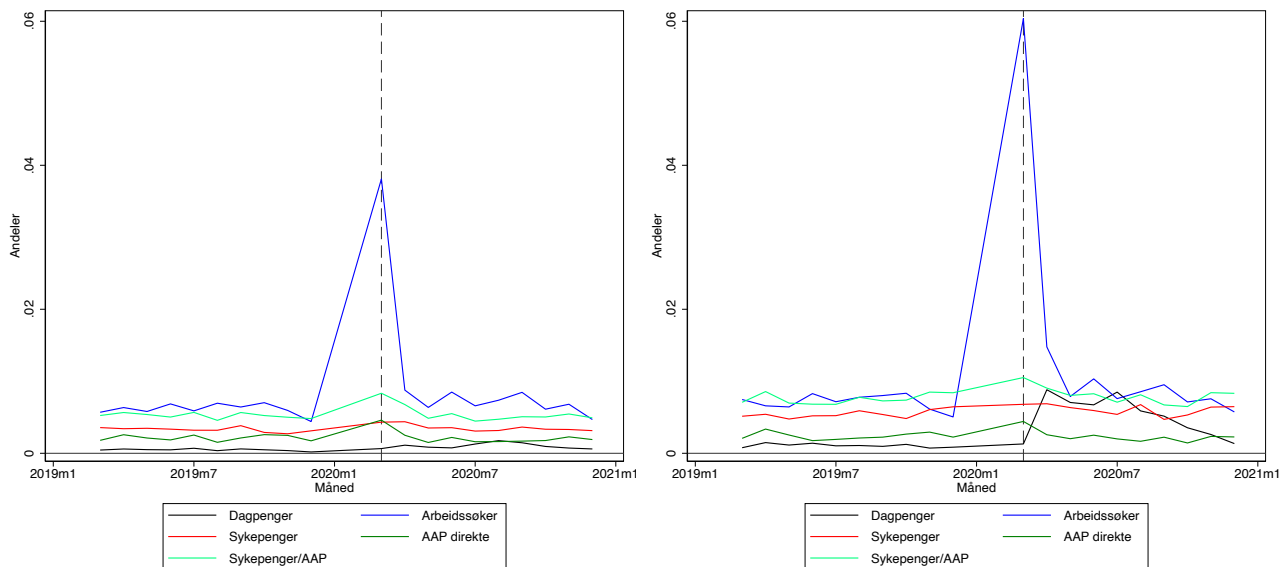 .06
.04
Andeler
.02
0
2019m1 2019m7 2020m1 2020m7 2021m1
Måned
Dagpenger Arbeidssøker
Sykepenger AAP direkte
Sykepenger/AAP
.06
.04
Andeler
.02
0
2019m1 2019m7 2020m1 2020m7 2021m1
Måned
Dagpenger Arbeidssøker
Sykepenger AAP direkte
Sykepenger/AAP